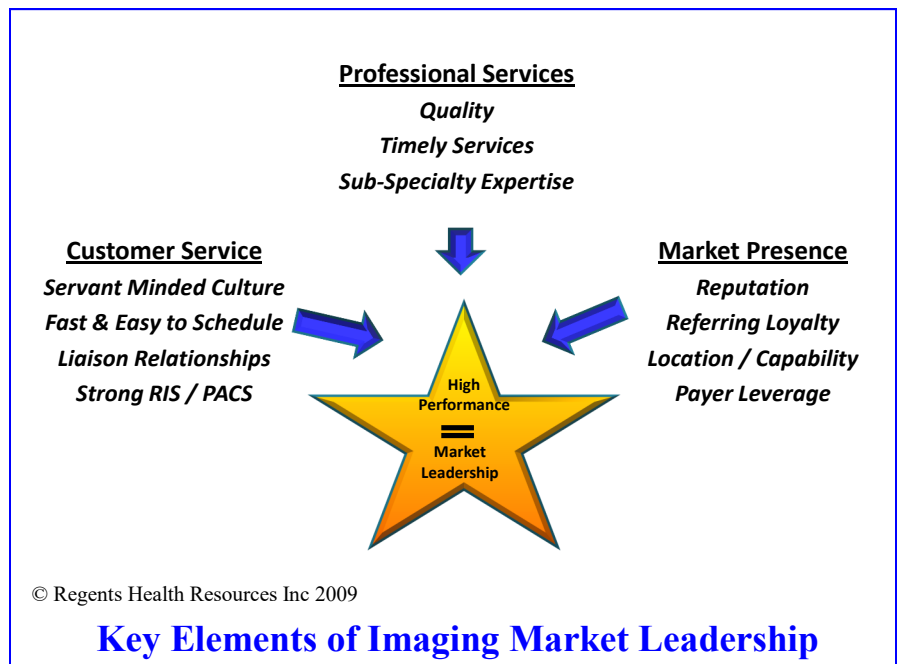 Professional Services
Quality
Timely Services
Sub-Specialty Expertise
Customer Service
Servant Minded Culture
Fast & Easy to Schedule
Liaison Relationships
Strong RIS / PACS
Market Presence
Reputation
Referring Loyalty
Location / Capability
Payer Leverage
High
Performance
=
Market
Leadership
© Regents Health Resources Inc 2009
Key Elements of Imaging Market Leadership